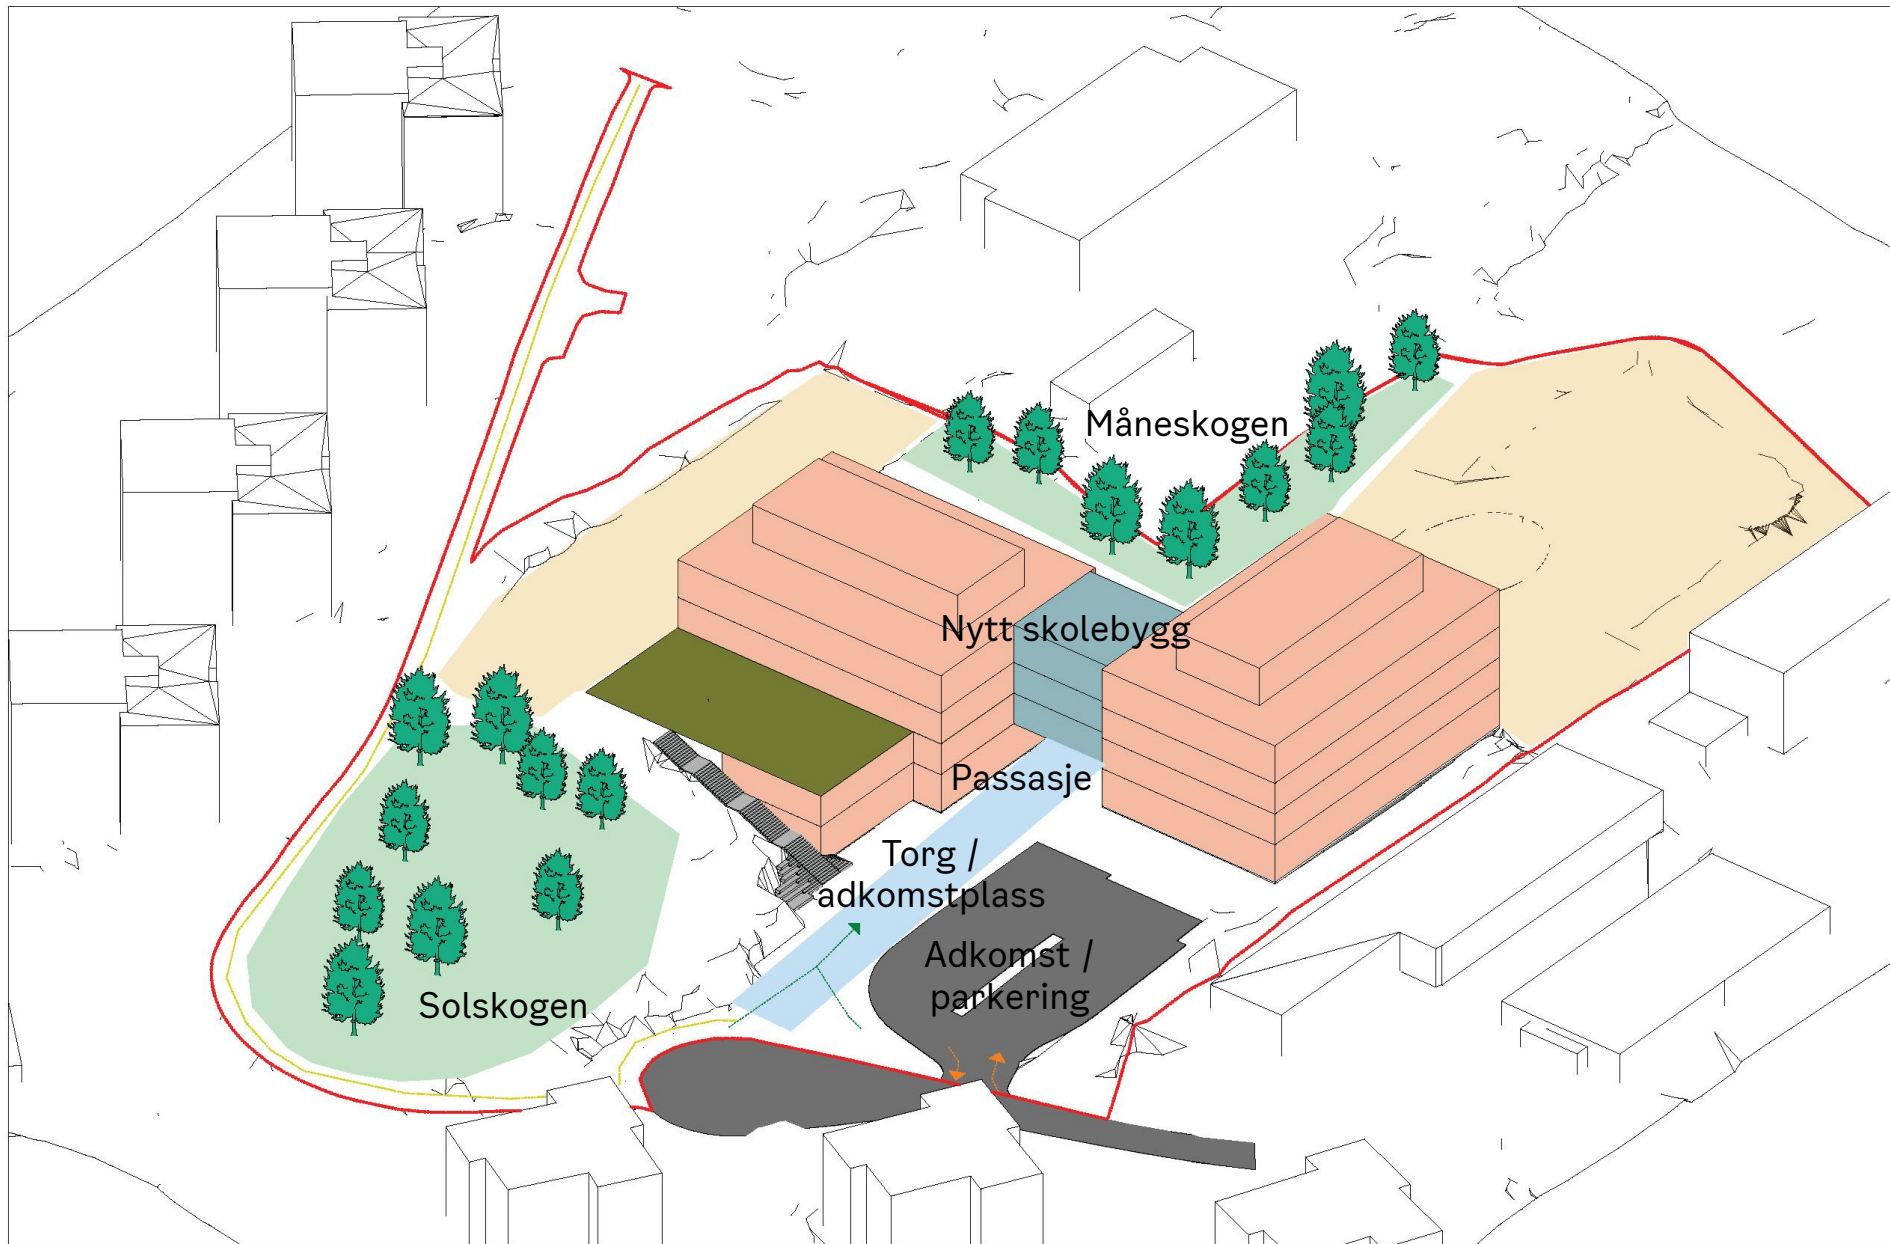 Måneskogen
Nytt skolebygg
Passasje
Torg /
adkomstplass
Adkomst /
parkering
Solskogen